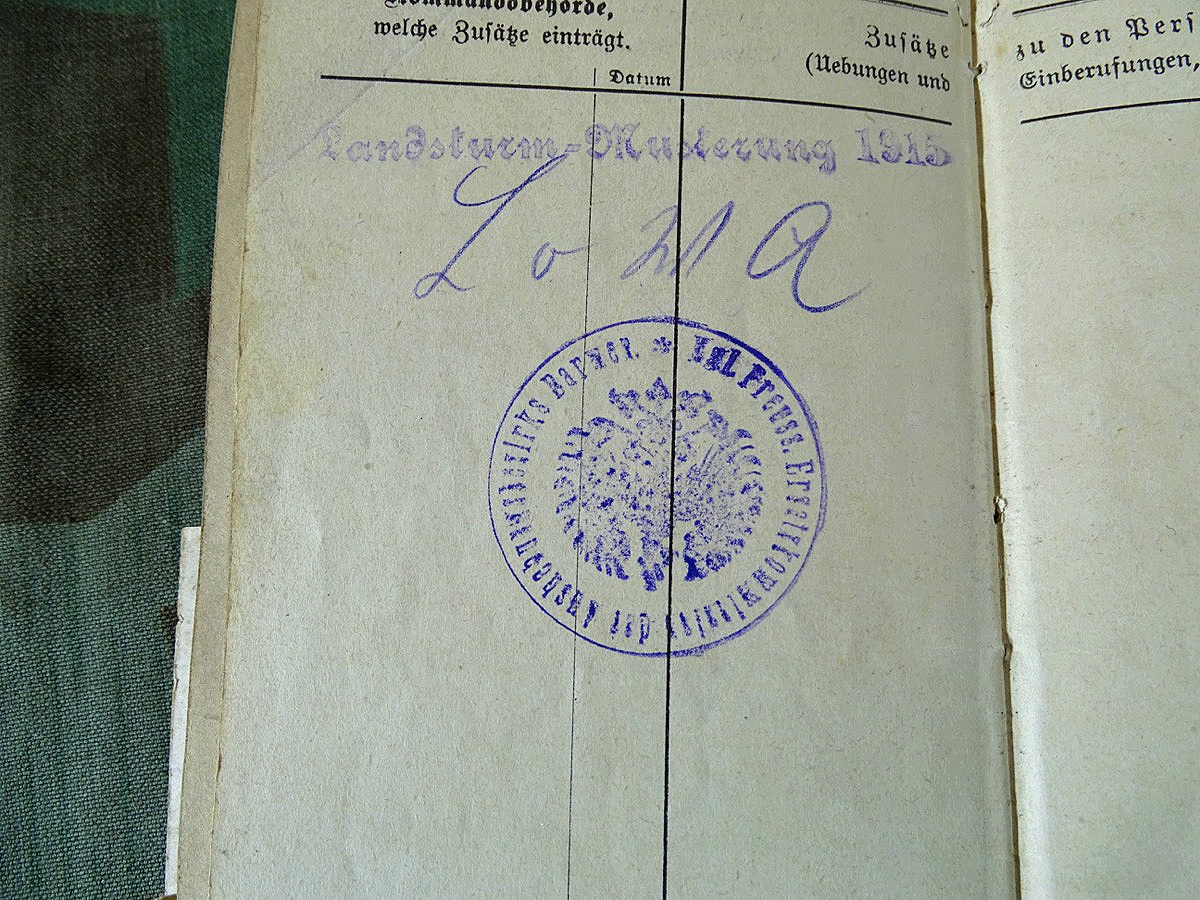 Kommandobehörde,
welche Zusätze einträgt.
Datum
Zusätze
(Uebungen und
zu den Pers
Einberufungen,
Landsturm-Musterung 1915
L o W A
Kgl. Preuss. Ersatzkommission des Aushebungsbezirks Barmen. *